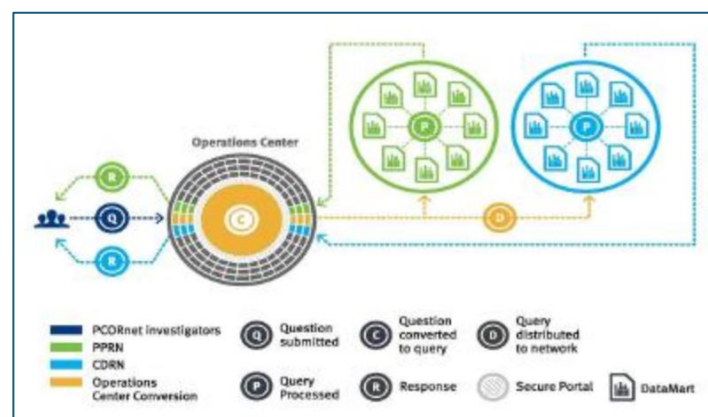 P
P
Operations Center
R
Q
C
D
R
PCORnet investigators
PPRN
CDRN
Operations
Center Conversion
Q Question
submitted
C Question
converted
to query
D Query
distributed
to network
P Query
Processed
R Response
Secure Portal
DataMart